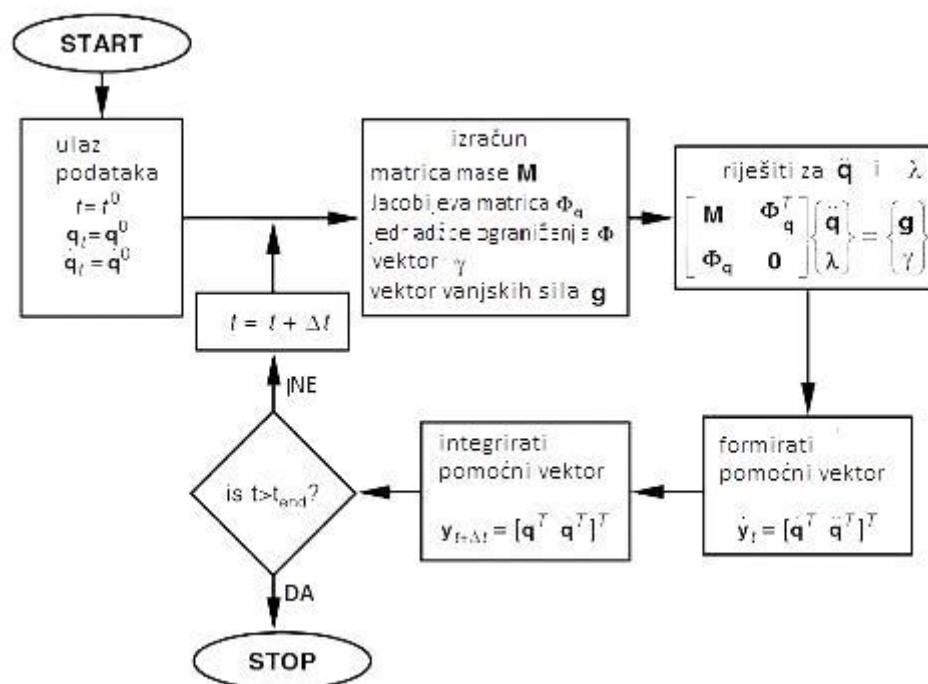 START
ulaz
podataka
t = t⁰
q_t = q⁰
q̇_t = q̇⁰
izračun
matrica mase M
Jacobijeva matrica Φ_q
jednadžbe ograničenja Φ
vektor γ
vektor vanjskih sila g
riješiti za q̈ i λ
[M Φ_q^T] {q̈} = {g}
[Φ_q 0] {λ} {γ}
t = t + Δt
NE
is t>t_end?
integrirati
pomoćni vektor
y_{t+Δt} = [q^T q̇^T]^T
formirati
pomoćni vektor
ẏ_t = [q̇^T q̈^T]^T
DA
STOP